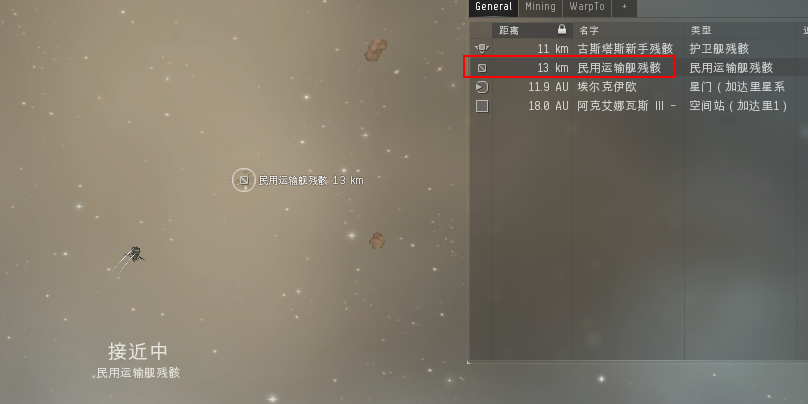 General Mining WarpTo +
距离 名字 类型
11 km 古斯塔斯新手残骸 护卫舰残骸
13 km 民用运输舰残骸 民用运输舰残骸
11.9 AU 埃尔克伊欧 星门 (加达里星系
18.0 AU 阿克艾娜瓦斯 III - 空间站 (加达里1)
民用运输舰残骸 13 km
接近中
民用运输舰残骸